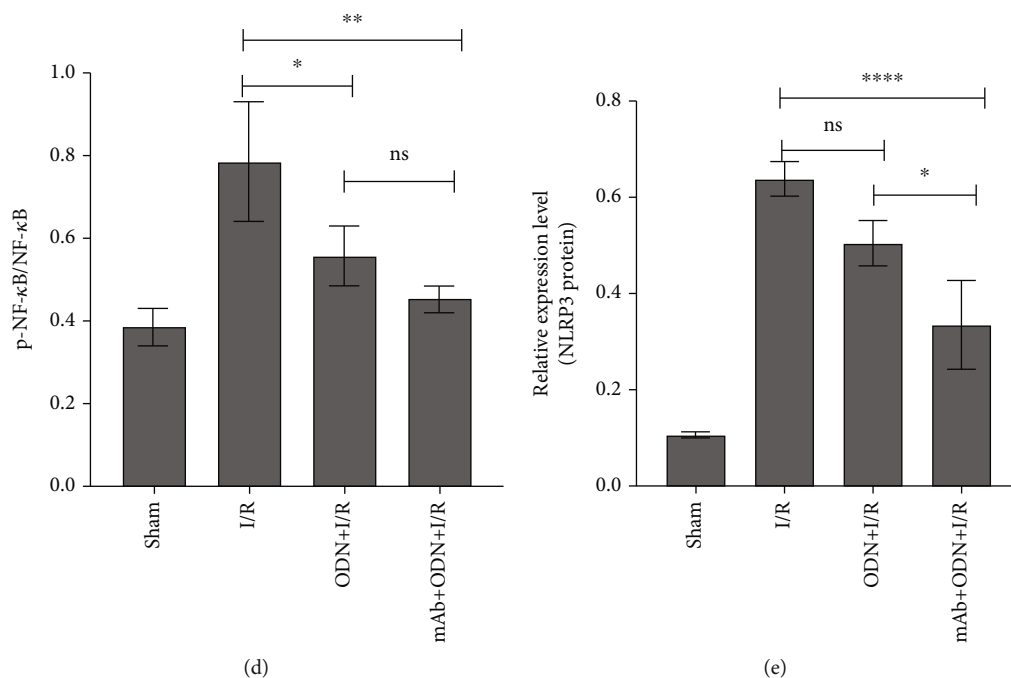 **
*
ns
1.0
0.8
0.6
0.4
0.2
0.0
p-NF-κB/NF-κB
Sham
I/R
ODN+I/R
mAb+ODN+I/R
(d)
****
ns
*
0.8
0.6
0.4
0.2
0.0
Relative expression level
(NLRP3 protein)
Sham
I/R
ODN+I/R
mAb+ODN+I/R
(e)